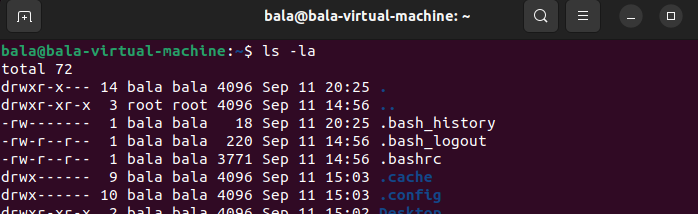 bala@bala-virtual-machine: ~
bala@bala-virtual-machine:~$ ls -la
total 72
drwxr-x--- 14 bala bala 4096 Sep 11 20:25 .
drwxr-xr-x  3 root root 4096 Sep 11 14:56 ..
-rw-------  1 bala bala   18 Sep 11 20:25 .bash_history
-rw-r--r--  1 bala bala  220 Sep 11 14:56 .bash_logout
-rw-r--r--  1 bala bala 3771 Sep 11 14:56 .bashrc
drwx------  9 bala bala 4096 Sep 11 15:03 .cache
drwx------ 10 bala bala 4096 Sep 11 15:03 .config
drwxr-xr-x  2 bala bala 4096 Sep 11 15:02 Desktop